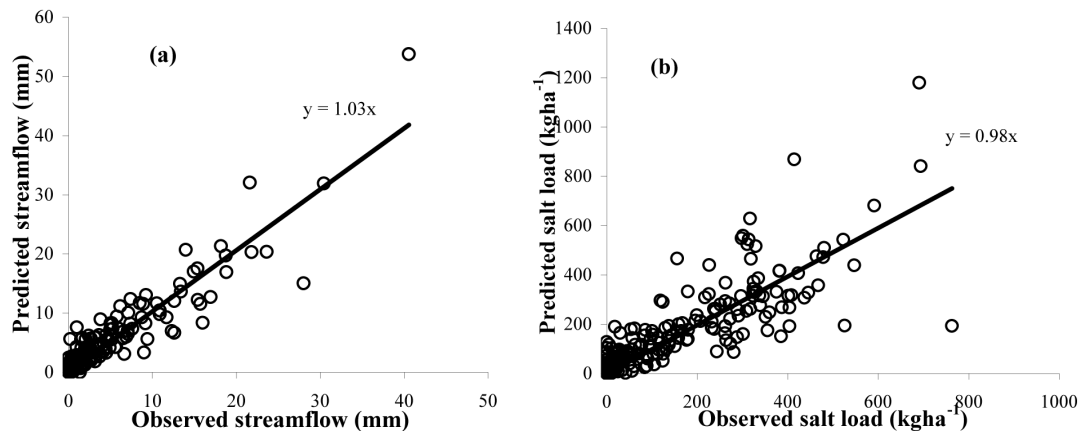 (a)
Predicted streamflow (mm)
60
50
40
30
20
10
0
y = 1.03x
0 10 20 30 40 50
Observed streamflow (mm)
(b)
Predicted salt load (kgha⁻¹)
1400
1200
1000
800
600
400
200
0
y = 0.98x
0 200 400 600 800 1000
Observed salt load (kgha⁻¹)